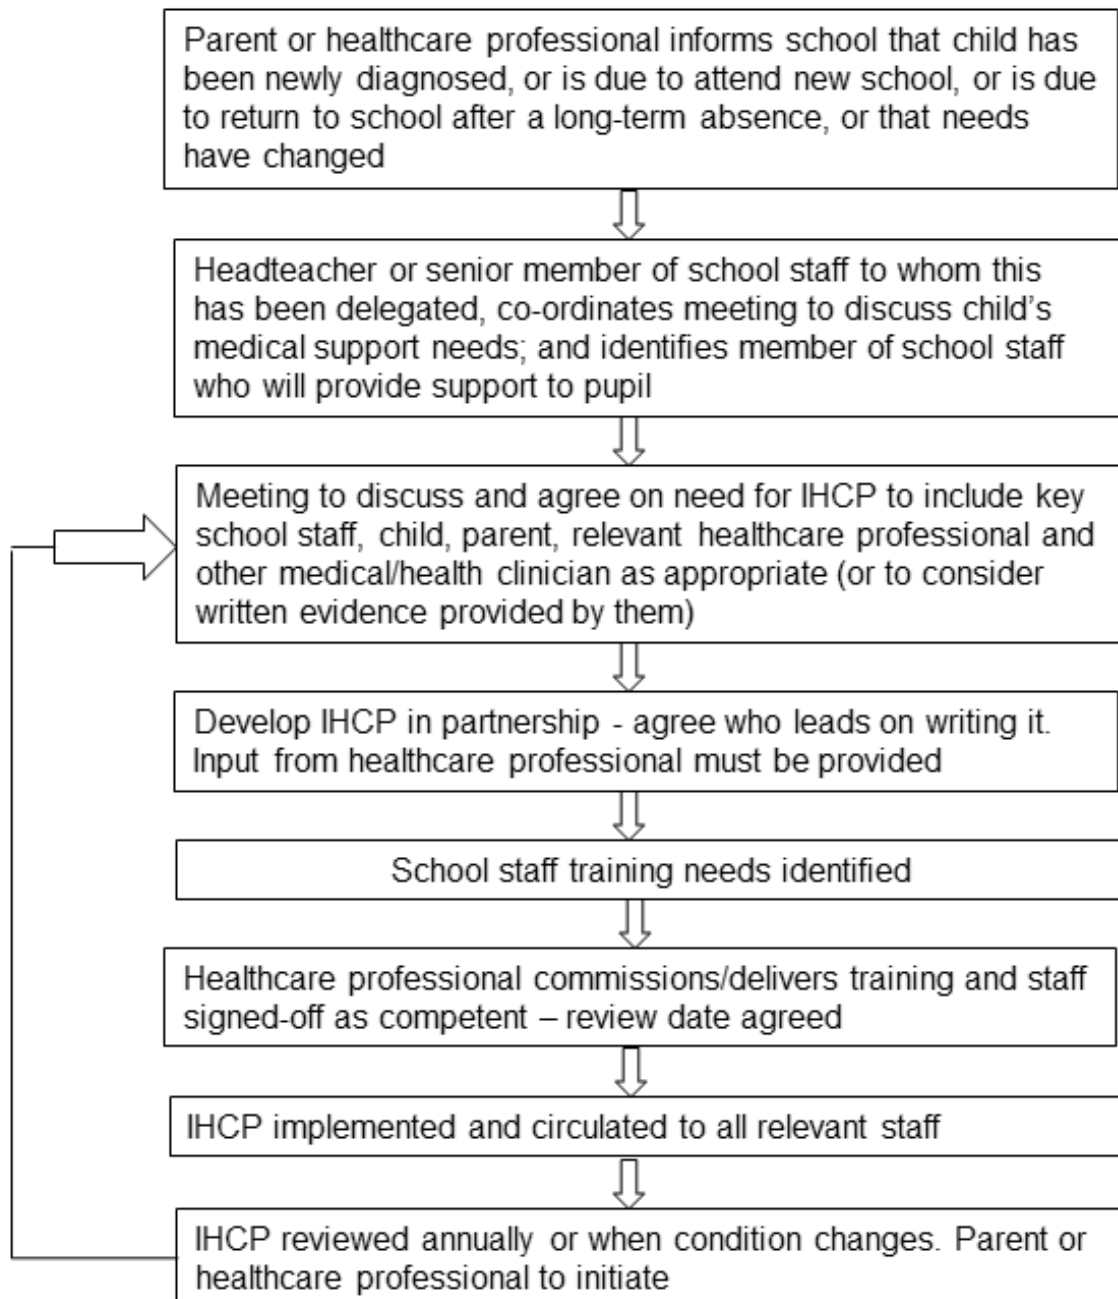 Parent or healthcare professional informs school that child has
been newly diagnosed, or is due to attend new school, or is due
to return to school after a long-term absence, or that needs
have changed
Headteacher or senior member of school staff to whom this
has been delegated, co-ordinates meeting to discuss child's
medical support needs; and identifies member of school staff
who will provide support to pupil
Meeting to discuss and agree on need for IHCP to include key
school staff, child, parent, relevant healthcare professional and
other medical/health clinician as appropriate (or to consider
written evidence provided by them)
Develop IHCP in partnership - agree who leads on writing it.
Input from healthcare professional must be provided
School staff training needs identified
Healthcare professional commissions/delivers training and staff
signed-off as competent – review date agreed
IHCP implemented and circulated to all relevant staff
IHCP reviewed annually or when condition changes. Parent or
healthcare professional to initiate